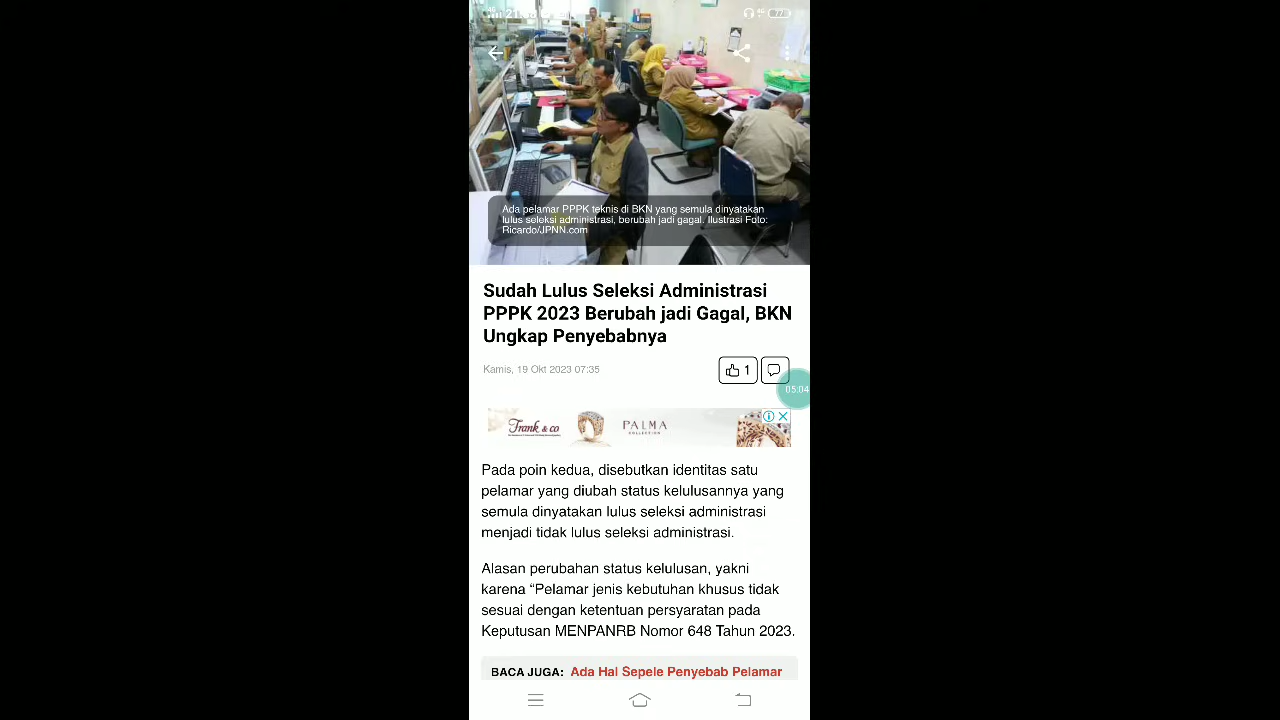 Ada pelamar PPPK teknis di BKN yang semula dinyatakan
lulus seleksi administrasi, berubah jadi gagal. Ilustrasi Foto:
Ricardo/JPNN.com
Sudah Lulus Seleksi Administrasi
PPPK 2023 Berubah jadi Gagal, BKN
Ungkap Penyebabnya
Kamis, 19 Okt 2023 07:35
1
05:04
Frank & co
PALMA
COLLECTION
Pada poin kedua, disebutkan identitas satu
pelamar yang diubah status kelulusannya yang
semula dinyatakan lulus seleksi administrasi
menjadi tidak lulus seleksi administrasi.
Alasan perubahan status kelulusan, yakni
karena “Pelamar jenis kebutuhan khusus tidak
sesuai dengan ketentuan persyaratan pada
Keputusan MENPANRB Nomor 648 Tahun 2023.
BACA JUGA: Ada Hal Sepele Penyebab Pelamar